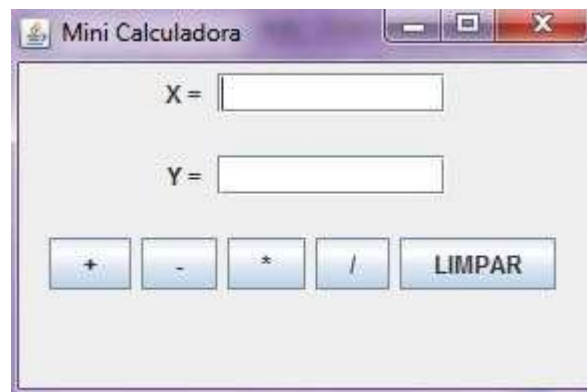 Mini Calculadora
X =
Y =
+ - * / LIMPAR